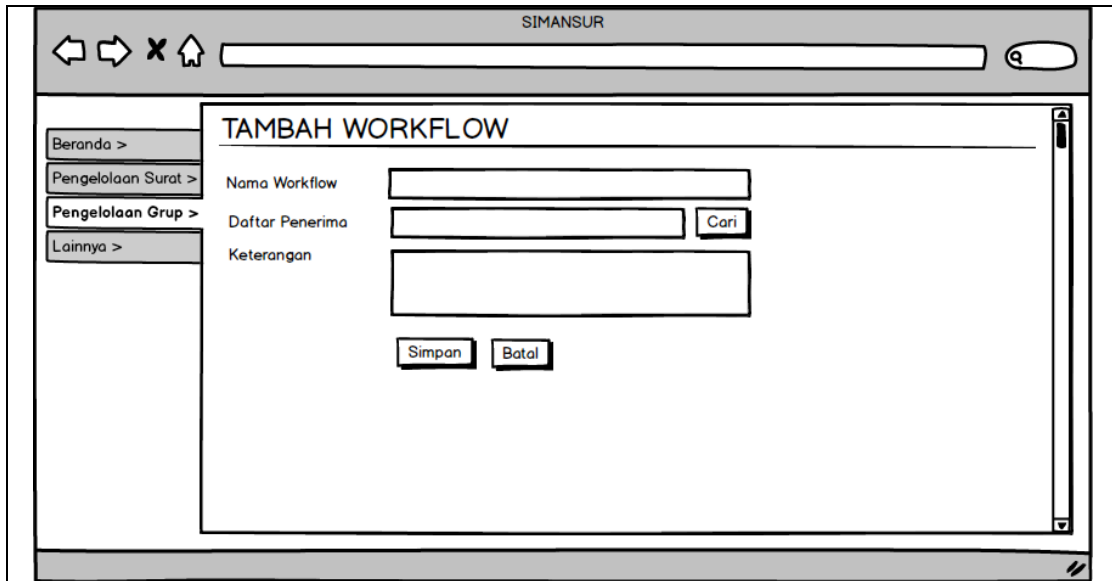 SIMANSUR
Beranda >
Pengelolaan Surat >
Pengelolaan Grup >
Lainnya >
TAMBAH WORKFLOW
Nama Workflow
Daftar Penerima
Cari
Keterangan
Simpan
Batal